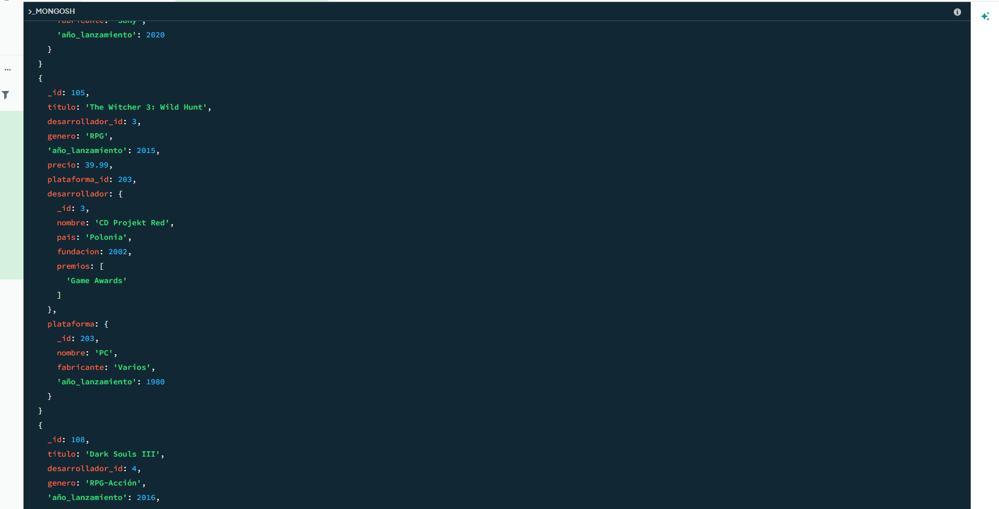 >_MONGOSH
fabricante: 'Sony',
'año_lanzamiento': 2020
}
}
{
_id: 105,
titulo: 'The Witcher 3: Wild Hunt',
desarrollador_id: 3,
genero: 'RPG',
'año_lanzamiento': 2015,
precio: 39.99,
plataforma_id: 203,
desarrollador: {
_id: 3,
nombre: 'CD Projekt Red',
pais: 'Polonia',
fundacion: 2002,
premios: [
'Game Awards'
]
},
plataforma: {
_id: 203,
nombre: 'PC',
fabricante: 'Varios',
'año_lanzamiento': 1980
}
}
{
_id: 108,
titulo: 'Dark Souls III',
desarrollador_id: 4,
genero: 'RPG-Acción',
'año_lanzamiento': 2016,